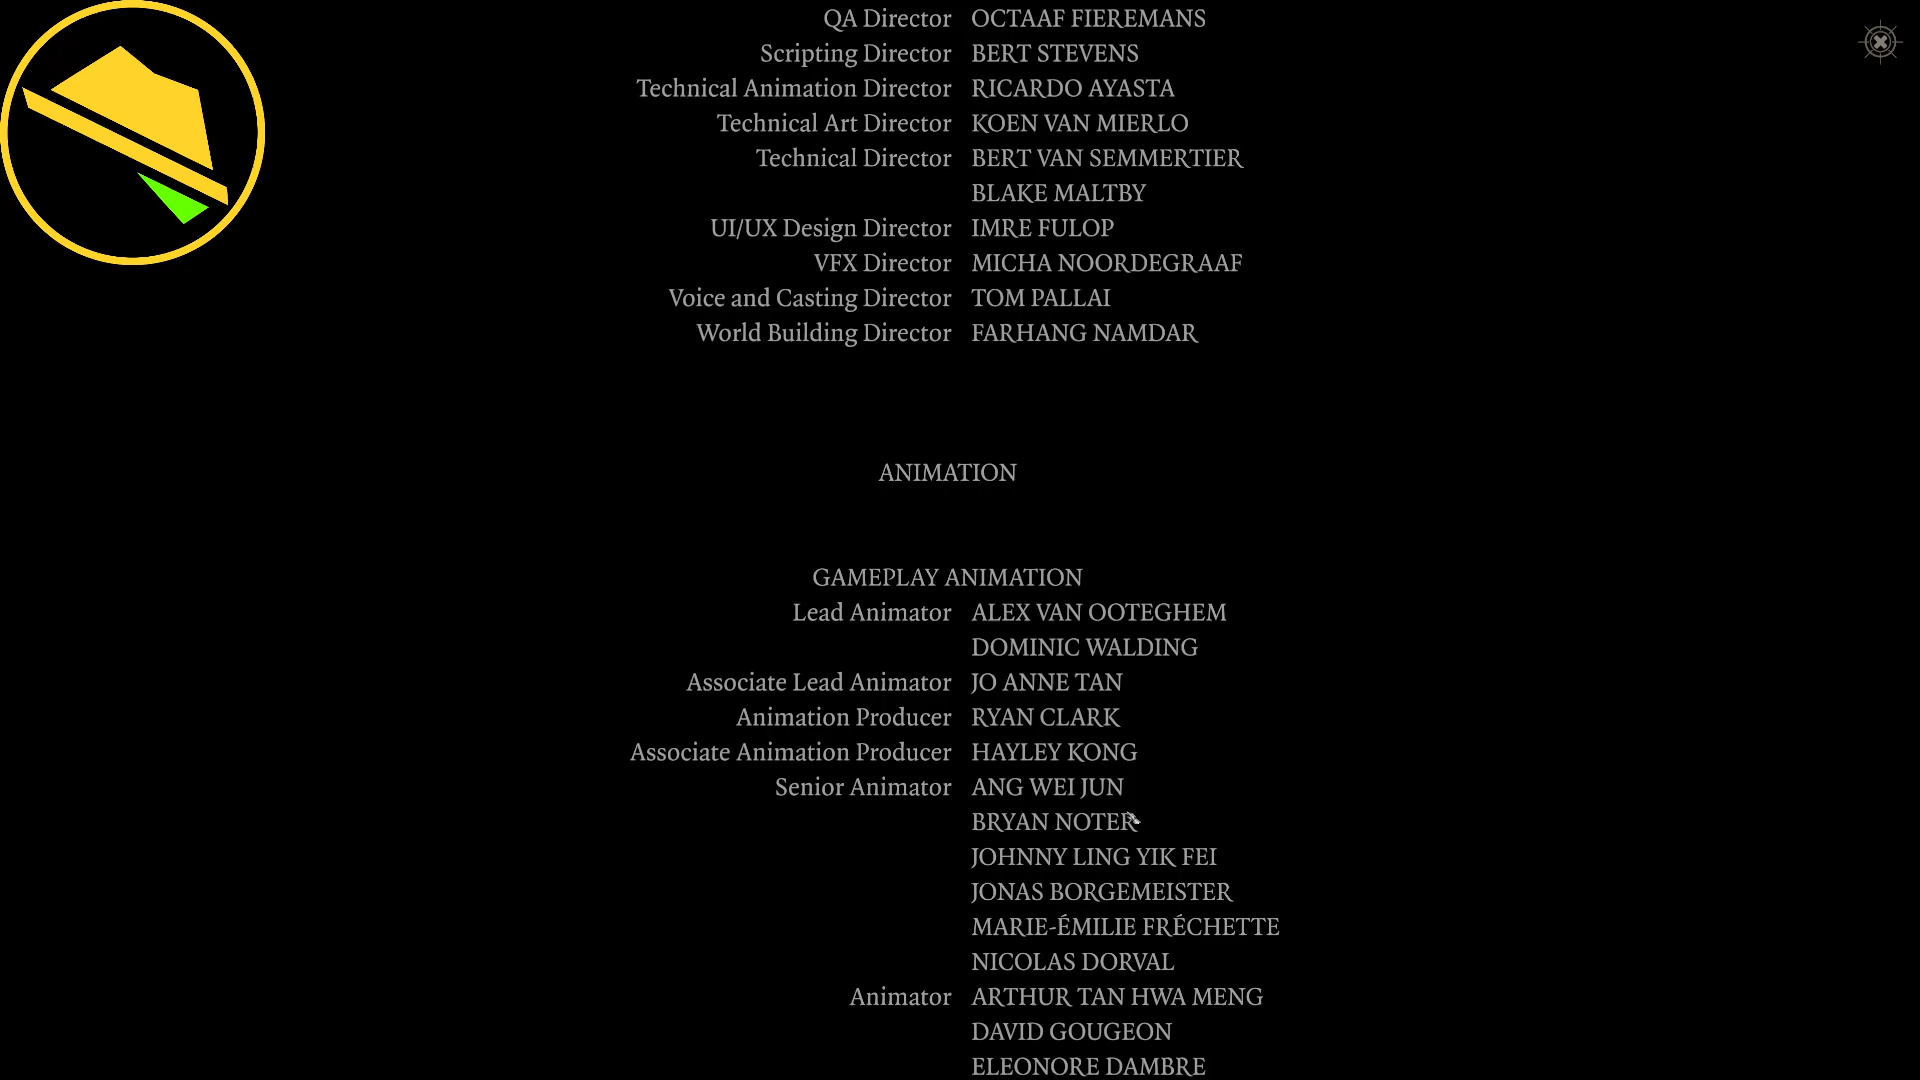 QA Director OCTAAF FIEREMANS
Scripting Director BERT STEVENS
Technical Animation Director RICARDO AYASTA
Technical Art Director KOEN VAN MIERLO
Technical Director BERT VAN SEMMERTIER
BLAKE MALTBY
UI/UX Design Director IMRE FULOP
VFX Director MICHA NOORDEGRAAF
Voice and Casting Director TOM PALLAI
World Building Director FARHANG NAMDAR
ANIMATION
GAMEPLAY ANIMATION
Lead Animator ALEX VAN OOTEGHEM
DOMINIC WALDING
Associate Lead Animator JO ANNE TAN
Animation Producer RYAN CLARK
Associate Animation Producer HAYLEY KONG
Senior Animator ANG WEI JUN
BRYAN NOTER
JOHNNY LING YIK FEI
JONAS BORGEMEISTER
MARIE-ÉMILIE FRÉCHETTE
NICOLAS DORVAL
Animator ARTHUR TAN HWA MENG
DAVID GOUGEON
ELEONORE DAMBRE